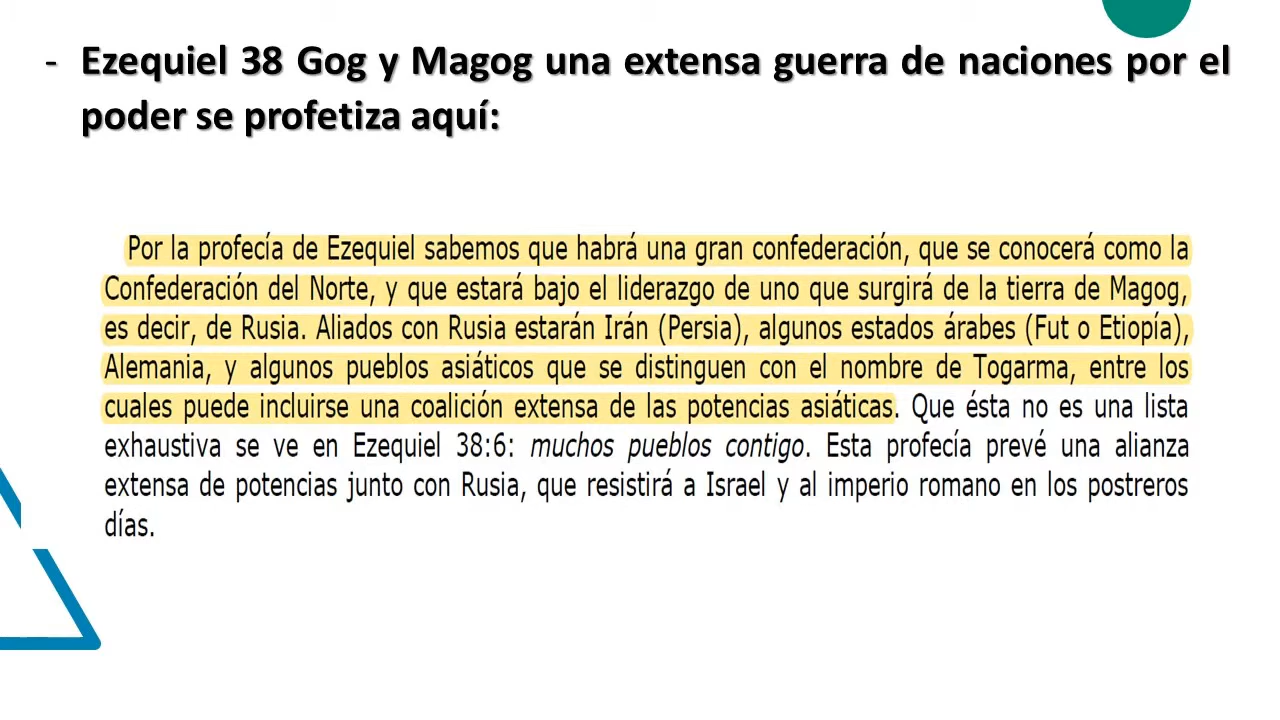 - Ezequiel 38 Gog y Magog una extensa guerra de naciones por el
poder se profetiza aquí:
Por la profecía de Ezequiel sabemos que habrá una gran confederación, que se conocerá como la
Confederación del Norte, y que estará bajo el liderazgo de uno que surgirá de la tierra de Magog,
es decir, de Rusia. Aliados con Rusia estarán Irán (Persia), algunos estados árabes (Fut o Etiopía),
Alemania, y algunos pueblos asiáticos que se distinguen con el nombre de Togarma, entre los
cuales puede incluirse una coalición extensa de las potencias asiáticas. Que ésta no es una lista
exhaustiva se ve en Ezequiel 38:6: muchos pueblos contigo. Esta profecía prevé una alianza
extensa de potencias junto con Rusia, que resistirá a Israel y al imperio romano en los postreros
días.